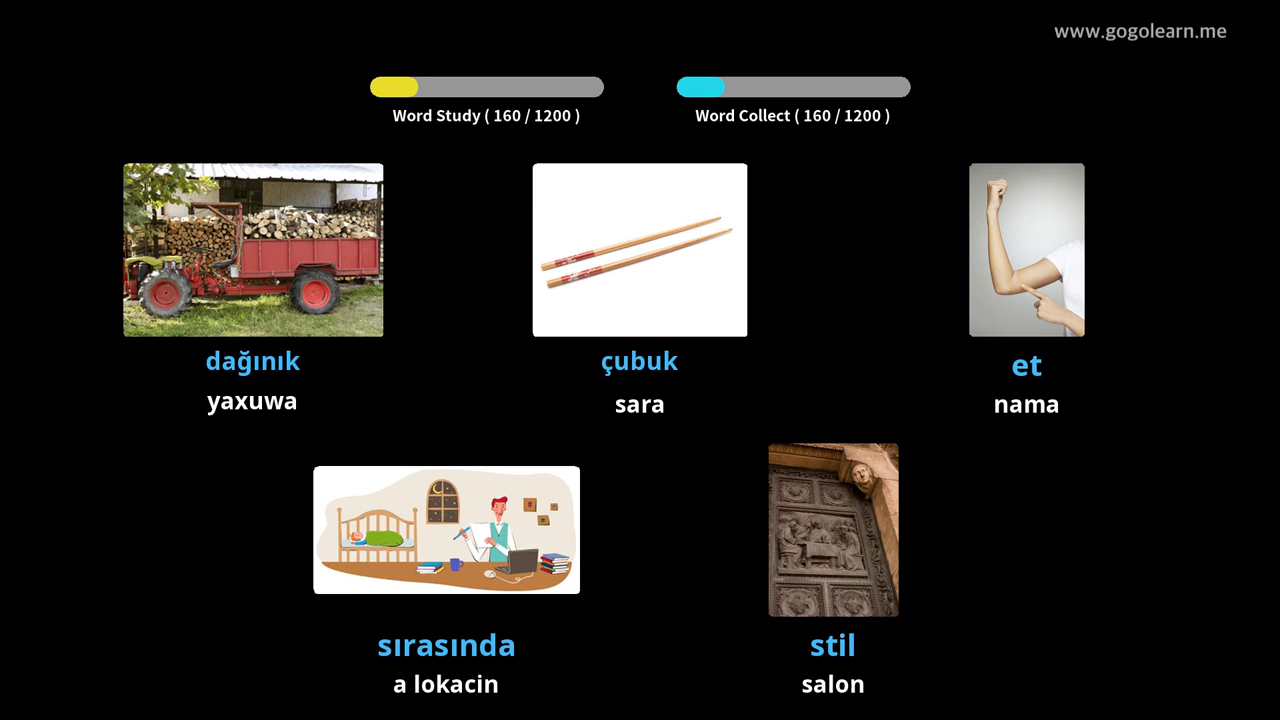 www.gogolearn.me
Word Study ( 160 / 1200 )
Word Collect ( 160 / 1200 )
dağınık
yaxuwa
çubuk
sara
et
nama
sırasında
a lokacin
stil
salon